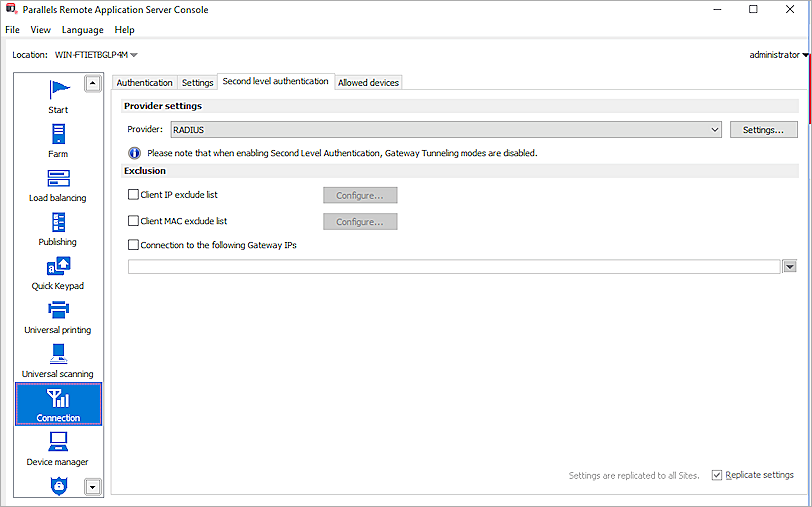 Parallels Remote Application Server Console
File View Language Help
Location: WIN-FTIETBGLP4M administrator
Start
Farm
Load balancing
Publishing
a
Quick Keypad
Universal printing
Universal scanning
Connection
Device manager
Authentication Settings Second level authentication Allowed devices
Provider settings
Provider: RADIUS Settings...
Please note that when enabling Second Level Authentication, Gateway Tunneling modes are disabled.
Exclusion
Client IP exclude list Configure...
Client MAC exclude list Configure...
Connection to the following Gateway IPs
Settings are replicated to all Sites. Replicate settings